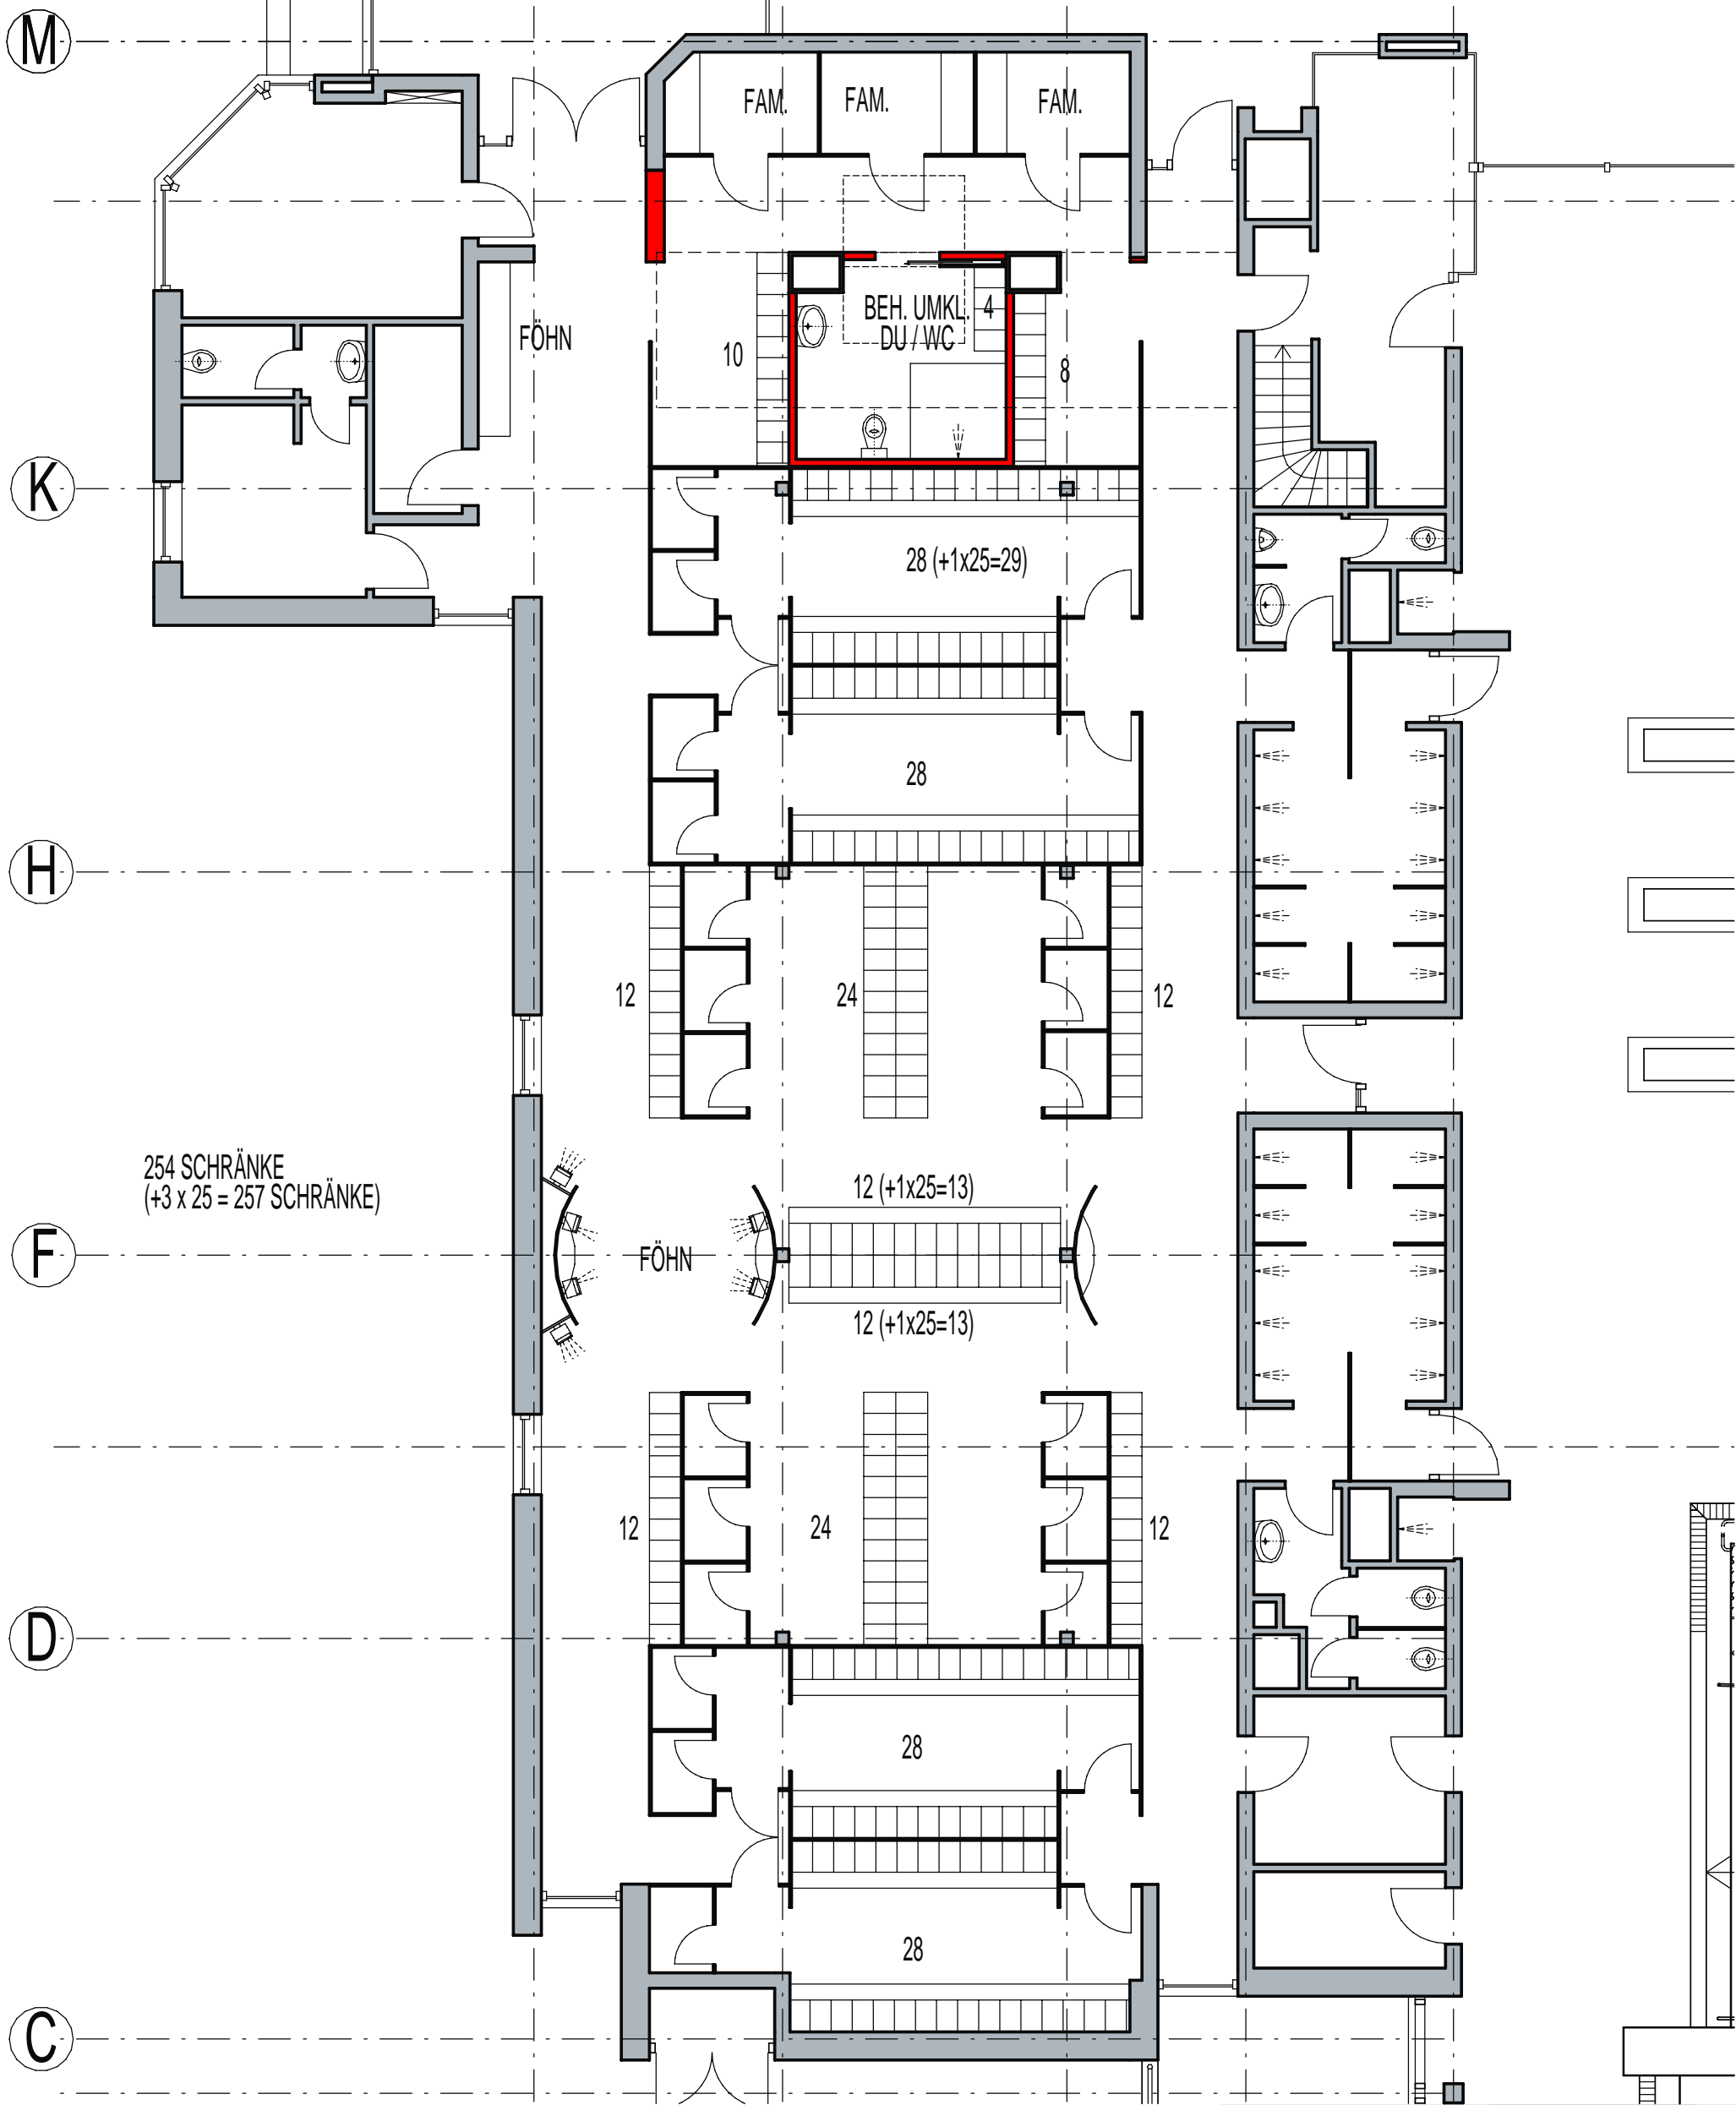 M
FAM.
FAM.
FAM.
FÖHN
BEH. UMKL.
DU / WC
4
10
8
K
28 (+1x25=29)
28
H
12
24
12
254 SCHRÄNKE
(+3 x 25 = 257 SCHRÄNKE)
12 (+1x25=13)
F
FÖHN
12 (+1x25=13)
12
24
12
D
28
28
C